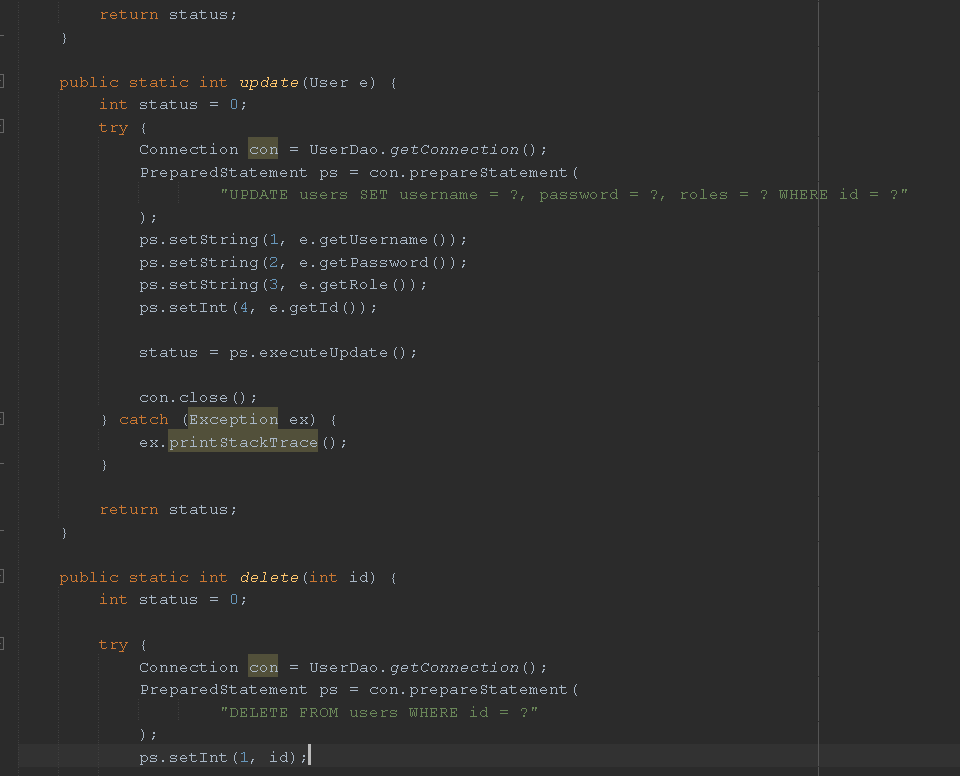 return status;
}
public static int update(User e) {
int status = 0;
try {
Connection con = UserDao.getConnection();
PreparedStatement ps = con.prepareStatement(
"UPDATE users SET username = ?, password = ?, roles = ? WHERE id = ?"
);
ps.setString(1, e.getUsername());
ps.setString(2, e.getPassword());
ps.setString(3, e.getRole());
ps.setInt(4, e.getId());
status = ps.executeUpdate();
con.close();
} catch (Exception ex) {
ex.printStackTrace();
}
return status;
}
public static int delete(int id) {
int status = 0;
try {
Connection con = UserDao.getConnection();
PreparedStatement ps = con.prepareStatement(
"DELETE FROM users WHERE id = ?"
);
ps.setInt(1, id);